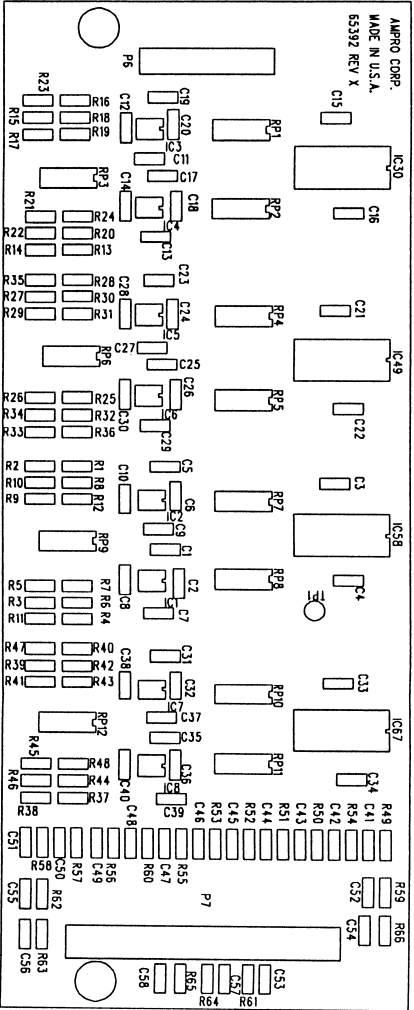 AMPRO CORP.
MADE IN U.S.A.
65392 REV X
P6
R23
R16
C12
C19
C20
C15
R15
R18
RP1
R17
R19
IC3
IC30
C11
RP3
C14
C17
C18
RP2
C16
R21
R24
IC4
R22
R20
C13
R14
R13
R35
R28
C28
C23
C24
C21
R27
R30
RP4
R29
R31
IC5
IC49
C27
RP6
C25
R26
R25
C30
C26
RP5
C22
R34
R32
IC6
R33
R36
C29
R2
R1
C10
C5
C6
C3
R10
R8
RP7
R9
R12
IC2
IC58
C9
RP9
C1
R5
R7
C8
C2
RP8
C4
R3
R6
IC1
TP1
R11
R4
C7
R47
R40
C38
C31
C32
C33
R39
R42
RP10
R41
R43
IC7
IC67
C37
RP12
C35
R45
R48
C40
C36
RP11
C34
R46
R44
IC8
R38
R37
C39
C51
R58
C50
R57
C49
R56
C48
R60
C47
R55
C46
R53
C45
R52
C44
R51
C43
R50
C42
R54
C41
R49
C55
R62
P7
C52
R59
C56
R63
C54
R66
C58
R65
R64
C57
R61
C53